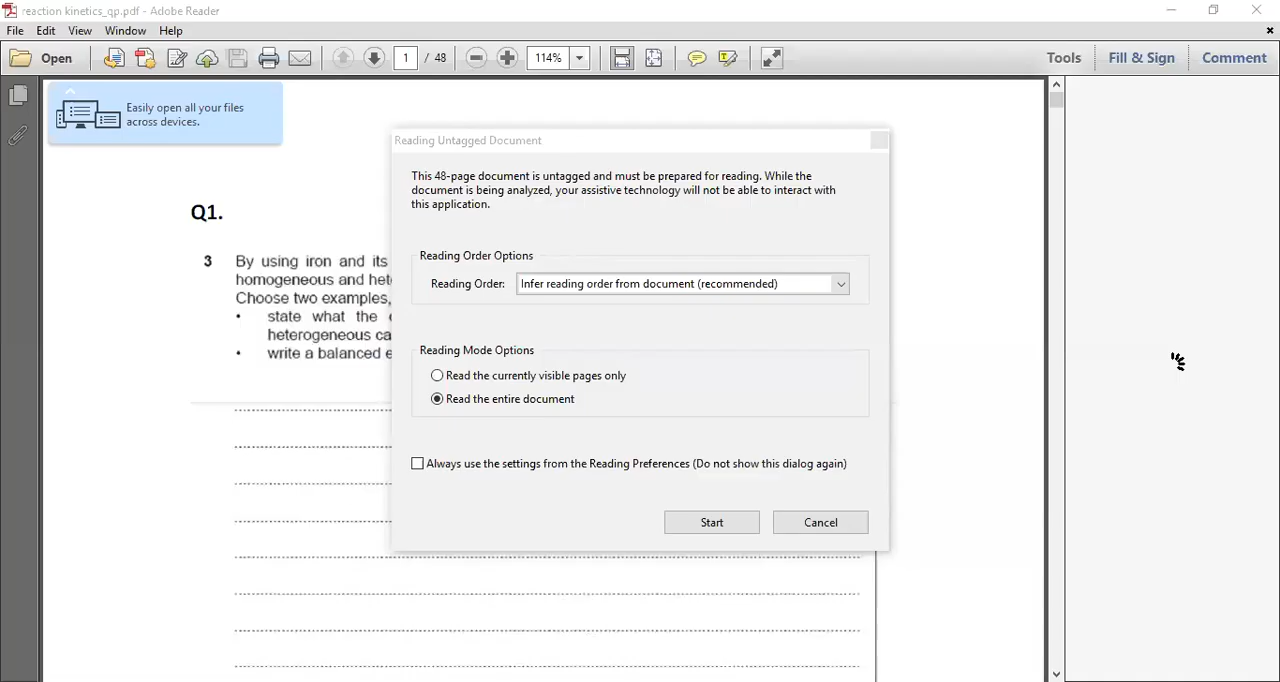 reaction kinetics_qp.pdf - Adobe Reader
File Edit View Window Help
Open 1 / 48 114% Tools Fill & Sign Comment
Easily open all your files
across devices.
Q1.
3 By using iron and its
homogeneous and hete
Choose two examples,
• state what the
heterogeneous ca
• write a balanced e
Reading Untagged Document
This 48-page document is untagged and must be prepared for reading. While the
document is being analyzed, your assistive technology will not be able to interact with
this application.
Reading Order Options
Reading Order: Infer reading order from document (recommended)
Reading Mode Options
Read the currently visible pages only
Read the entire document
Always use the settings from the Reading Preferences (Do not show this dialog again)
Start Cancel